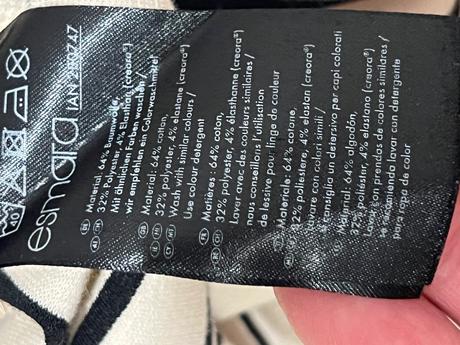 esmara
IAN 289747
40
Material: 64% Baumwolle,
32% Polyester, 4% Elasthan (creora®)
Mit ähnlichen Farben waschen /
wir empfehlen ein Colorwaschmittel
Material: 64% cotton,
32% polyester, 4% elastane (creora®)
Wash with similar colours /
Use colour detergent
Matières : 64% coton,
32% polyester, 4% élasthanne (creora®)
Laver avec des couleurs similaires /
nous conseillons l'utilisation
de lessive pour linge de couleur
Materiale: 64% cotone,
32% poliestere, 4% elastan (creora®)
Lavare con colori simili /
si consiglia un detersivo per capi colorati
Material: 64% algodón,
32% poliéster, 4% elastano (creora®)
Lavar con prendas de colores similares /
se recomienda lavar con detergente
para ropa de color